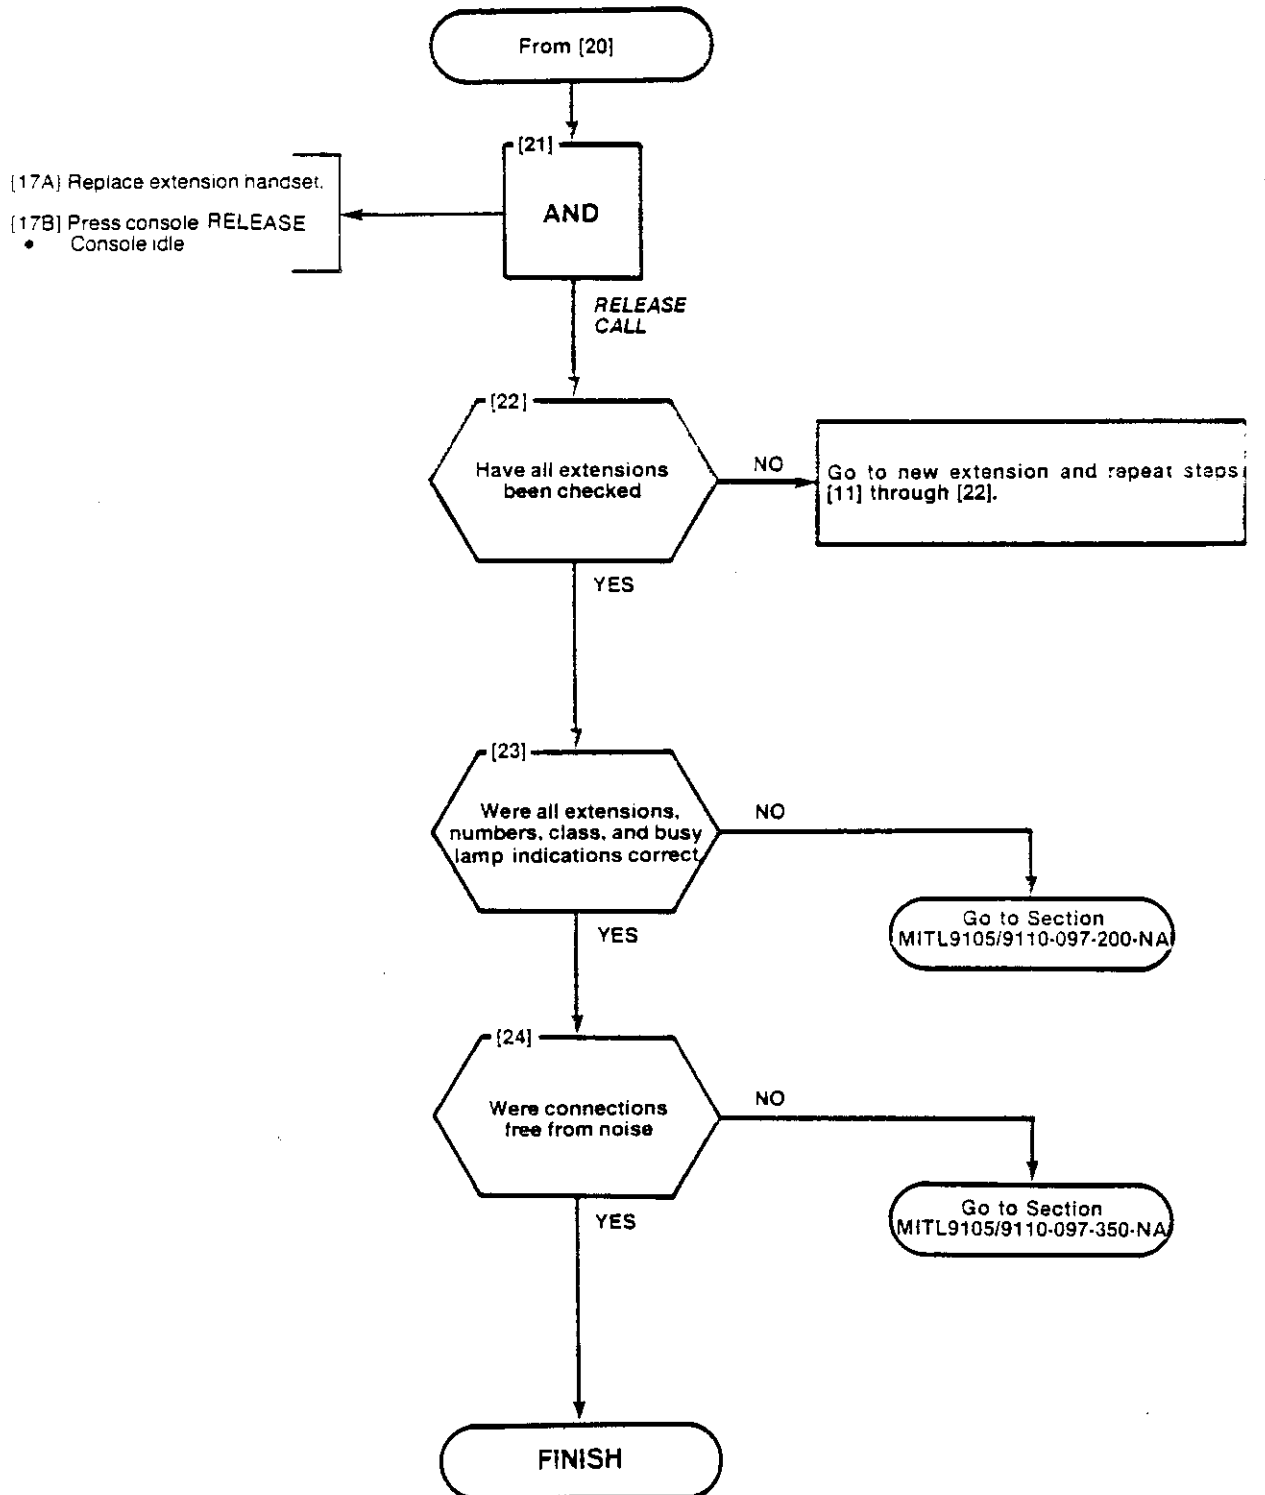 From [20]
[21]
AND
[17A] Replace extension handset.
[17B] Press console RELEASE
• Console idle
RELEASE
CALL
[22]
Have all extensions
been checked
NO
Go to new extension and repeat steps
[11] through [22].
YES
[23]
Were all extensions,
numbers, class, and busy
lamp indications correct
NO
Go to Section
MITL9105/9110-097-200-NA
YES
[24]
Were connections
free from noise
NO
Go to Section
MITL9105/9110-097-350-NA
YES
FINISH